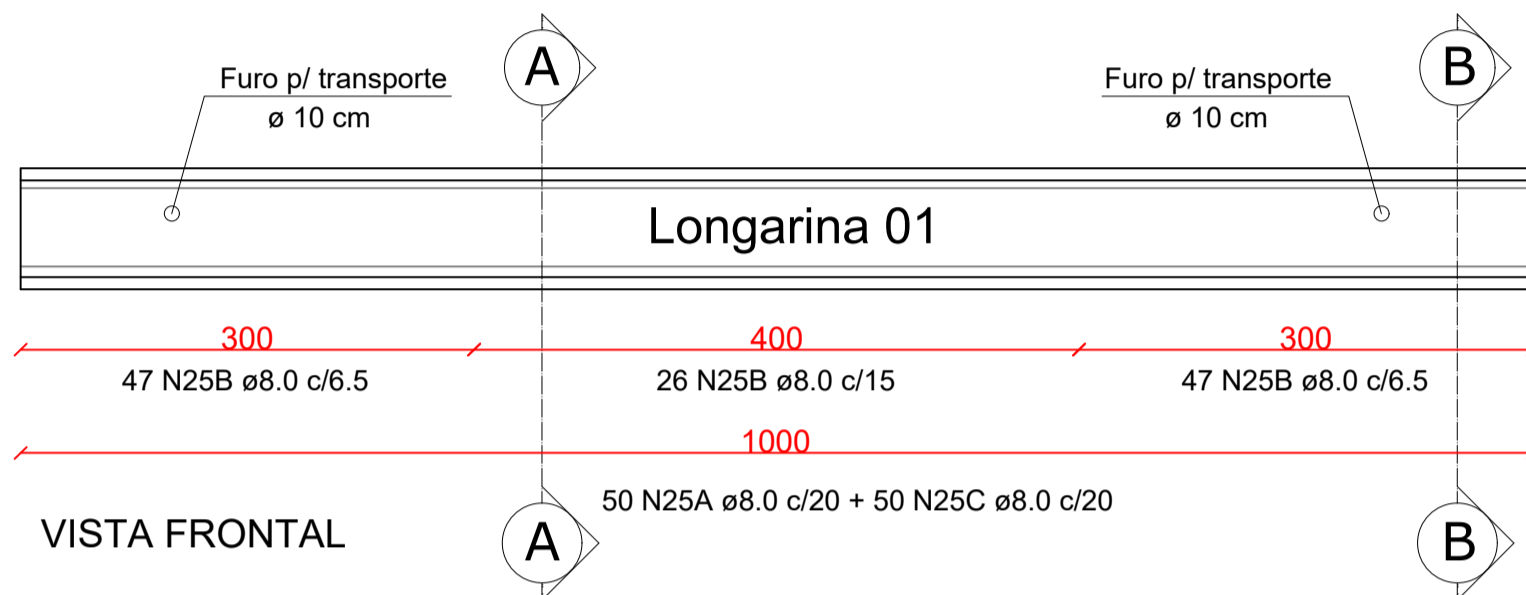 A
B
Furo p/ transporte
ø 10 cm
Furo p/ transporte
ø 10 cm
Longarina 01
300
400
300
47 N25B ø8.0 c/6.5
26 N25B ø8.0 c/15
47 N25B ø8.0 c/6.5
1000
50 N25A ø8.0 c/20 + 50 N25C ø8.0 c/20
VISTA FRONTAL
A
B